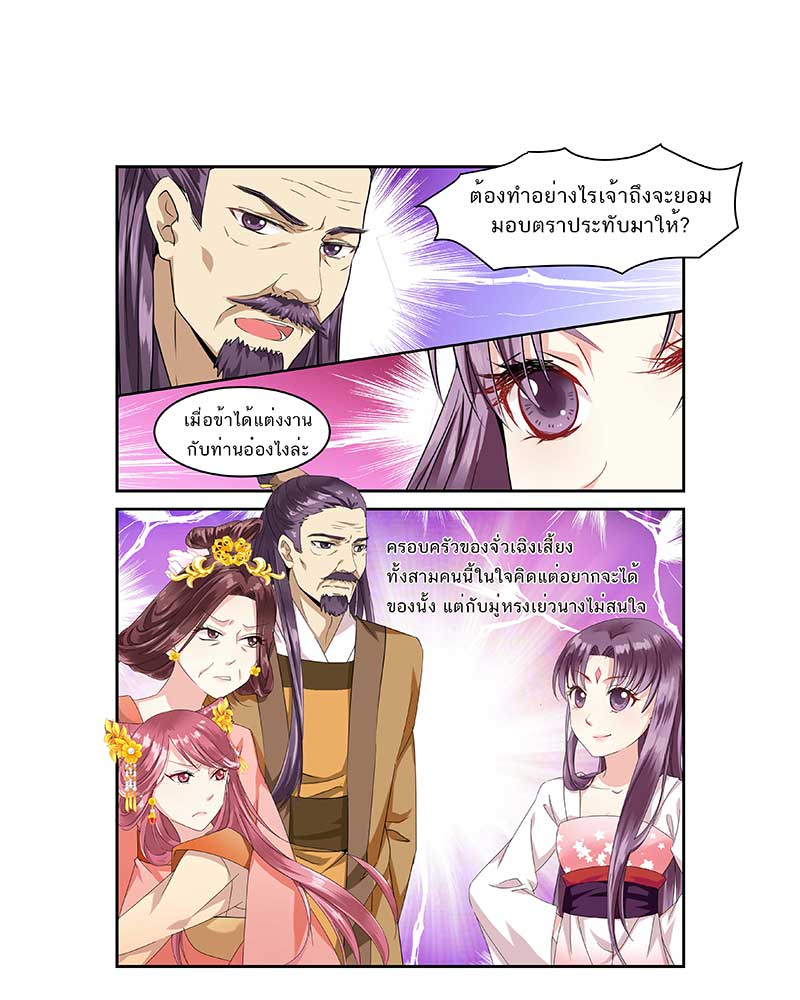 ต้องทำอย่างไรเจ้าถึงจะยอม
มอบตราประทับมาให้?
เมื่อข้าได้แต่งงาน
กับท่านอ๋องไงล่ะ
ครอบครัวของจั่วเฉิงเสี้ยง
ทั้งสามคนนี้ในใจคิดแต่อยากจะได้
ของนั้ง แต่กับมู่หรงเย่วนางไม่สนใจ